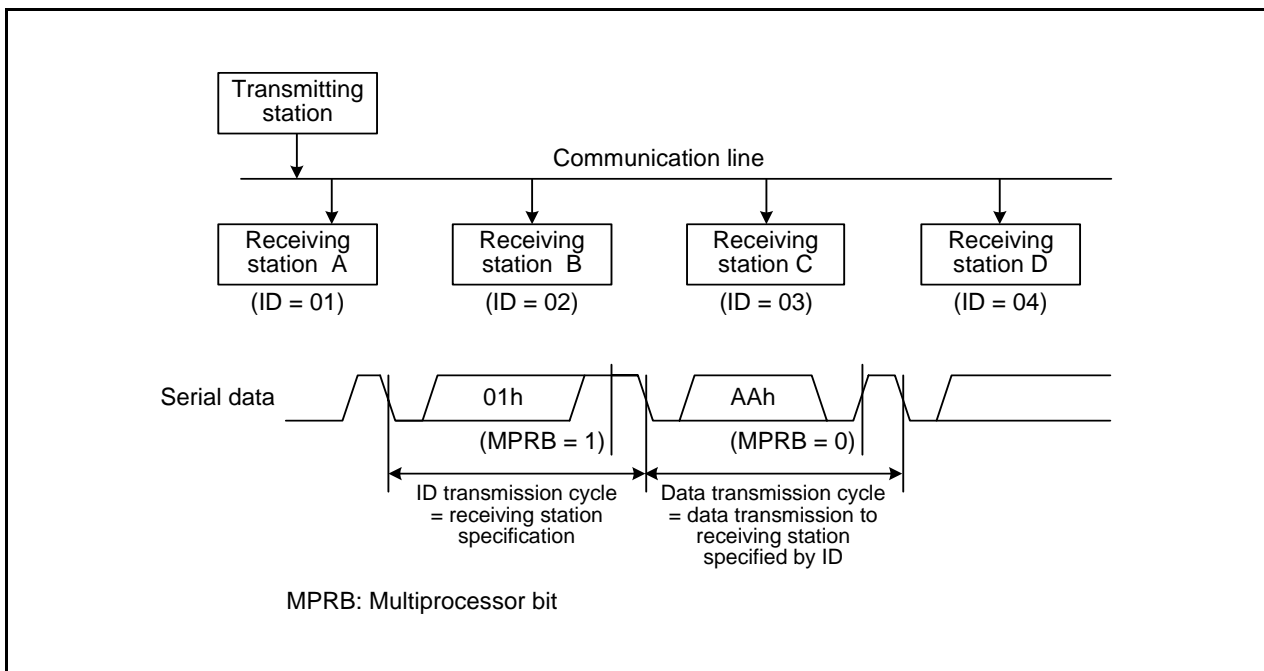 Transmitting
station
Communication line
Receiving
station A
Receiving
station B
Receiving
station C
Receiving
station D
(ID = 01)
(ID = 02)
(ID = 03)
(ID = 04)
Serial data
01h
AAh
(MPRB = 1)
(MPRB = 0)
ID transmission cycle
= receiving station
specification
Data transmission cycle
= data transmission to
receiving station
specified by ID
MPRB: Multiprocessor bit